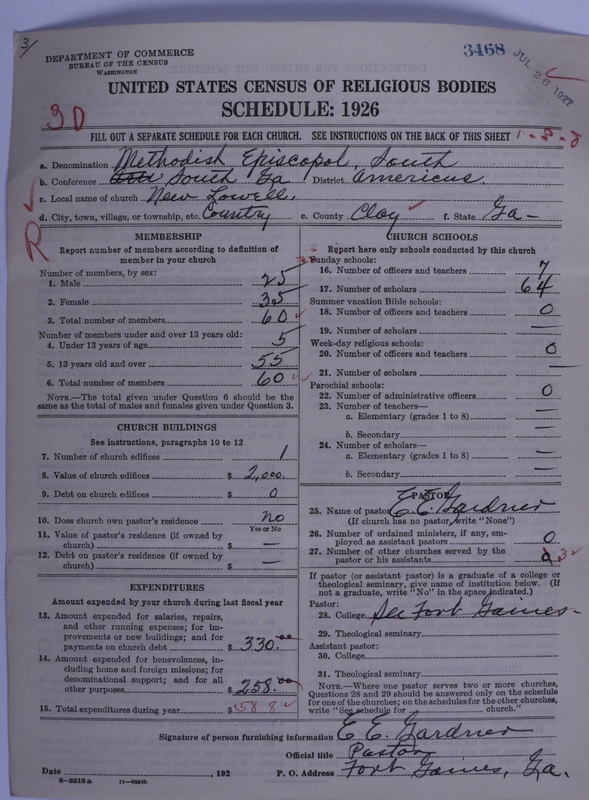 3/
3468
JUL 28 1927
DEPARTMENT OF COMMERCE
BUREAU OF THE CENSUS
WASHINGTON
UNITED STATES CENSUS OF RELIGIOUS BODIES
SCHEDULE: 1926
3D
FILL OUT A SEPARATE SCHEDULE FOR EACH CHURCH. SEE INSTRUCTIONS ON THE BACK OF THIS SHEET
1-8-8
a. Denomination Methodist Episcopal, South
b. Conference South Ga District Americus.
c. Local name of church New Lowell,
d. City, town, village, or township, etc. Country e. County Clay f. State Ga-
R
MEMBERSHIP
Report number of members according to definition of
member in your church
Number of members, by sex:
1. Male 25
2. Female 35
3. Total number of members 60
Number of members under and over 13 years old:
4. Under 13 years of age 5
5. 13 years old and over 55
6. Total number of members 60
NOTE.—The total given under Question 6 should be the
same as the total of males and females given under Question 3.
CHURCH BUILDINGS
See instructions, paragraphs 10 to 12
7. Number of church edifices 1
8. Value of church edifices $ 2,000.
9. Debt on church edifices $ 0
10. Does church own pastor's residence No
Yes or No
11. Value of pastor's residence (if owned by
church) $ —
12. Debt on pastor's residence (if owned by
church) $ —
EXPENDITURES
Amount expended by your church during last fiscal year
13. Amount expended for salaries, repairs,
and other running expenses; for im-
provements or new buildings; and for
payments on church debt $ 330.00
14. Amount expended for benevolences, in-
cluding home and foreign missions; for
denominational support; and for all
other purposes $ 258.00
15. Total expenditures during year $ 588
CHURCH SCHOOLS
Report here only schools conducted by this church
Sunday schools:
16. Number of officers and teachers 7
17. Number of scholars 64
Summer vacation Bible schools:
18. Number of officers and teachers 0
19. Number of scholars —
Week-day religious schools:
20. Number of officers and teachers 0
21. Number of scholars —
Parochial schools:
22. Number of administrative officers 0
23. Number of teachers—
a. Elementary (grades 1 to 8) —
b. Secondary —
24. Number of scholars—
a. Elementary (grades 1 to 8) —
b. Secondary —
PASTOR
25. Name of pastor E. E. Gardner
(If church has no pastor, write "None")
26. Number of ordained ministers, if any, em-
ployed as assistant pastors 0
27. Number of other churches served by the
pastor or his assistants
If pastor (or assistant pastor) is a graduate of a college or
theological seminary, give name of institution below. (If
not a graduate, write "No" in the space indicated.)
Pastor:
28. College See Fort Gaines-
29. Theological seminary
Assistant pastor:
30. College
31. Theological seminary
NOTE.—Where one pastor serves two or more churches,
Questions 28 and 29 should be answered only on the schedule
for one of the churches; on the schedules for the other churches,
write "See schedule for church."
Signature of person furnishing information E. E. Gardner
Official title Pastor
Date , 192 P. O. Address Fort Gaines, Ga.